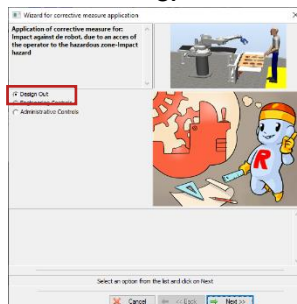 Wizard for corrective measure application
Application of corrective measure for:
Impact against de robot, due to an acces of
the operator to the hazardous zone-Impact
hazard
Design Out
Engineering Controls
Administrative Controls
R
Select an option from the list and click on Next
Cancel
<< Back
Next >>